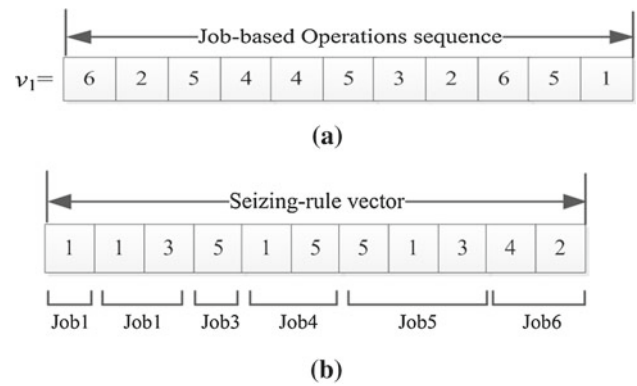 Job-based Operations sequence
v₁= 6 2 5 4 4 5 3 2 6 5 1
(a)
Seizing-rule vector
1 1 3 5 1 5 5 1 3 4 2
Job1 Job1 Job3 Job4 Job5 Job6
(b)